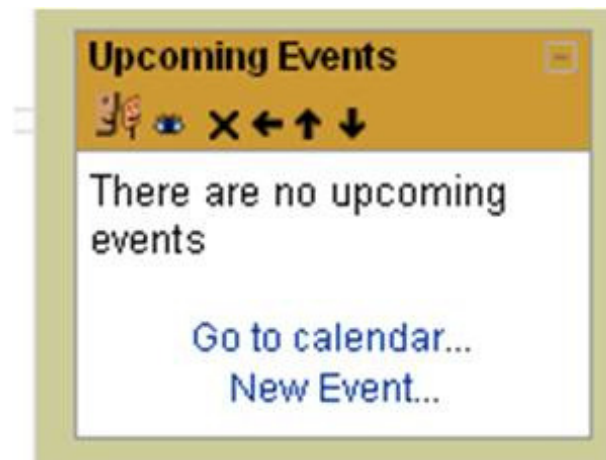 Upcoming Events
There are no upcoming
events
Go to calendar...
New Event...